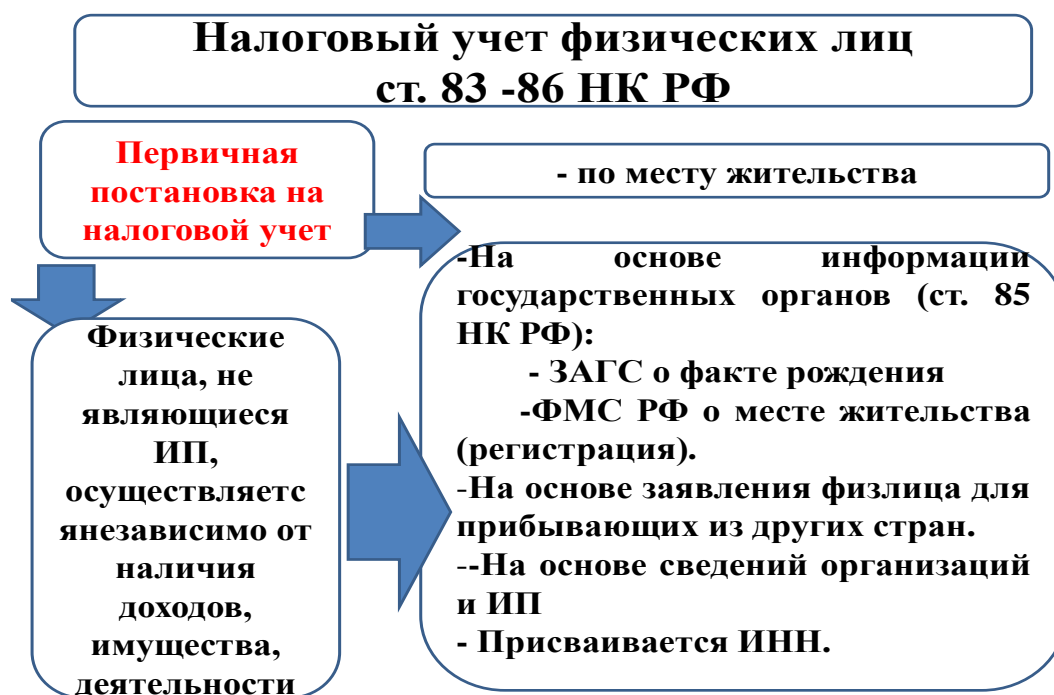 Налоговый учет физических лиц
ст. 83 -86 НК РФ
Первичная
постановка на
налоговой учет
- по месту жительства
Физические
лица, не
являющиеся
ИП,
осуществляетс
янезависимо от
наличия
доходов,
имущества,
деятельности
-На основе информации
государственных органов (ст. 85
НК РФ):
- ЗАГС о факте рождения
-ФМС РФ о месте жительства
(регистрация).
-На основе заявления физлица для
прибывающих из других стран.
--На основе сведений организаций
и ИП
- Присваивается ИНН.